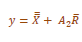 y = X̿ + A₂R̅